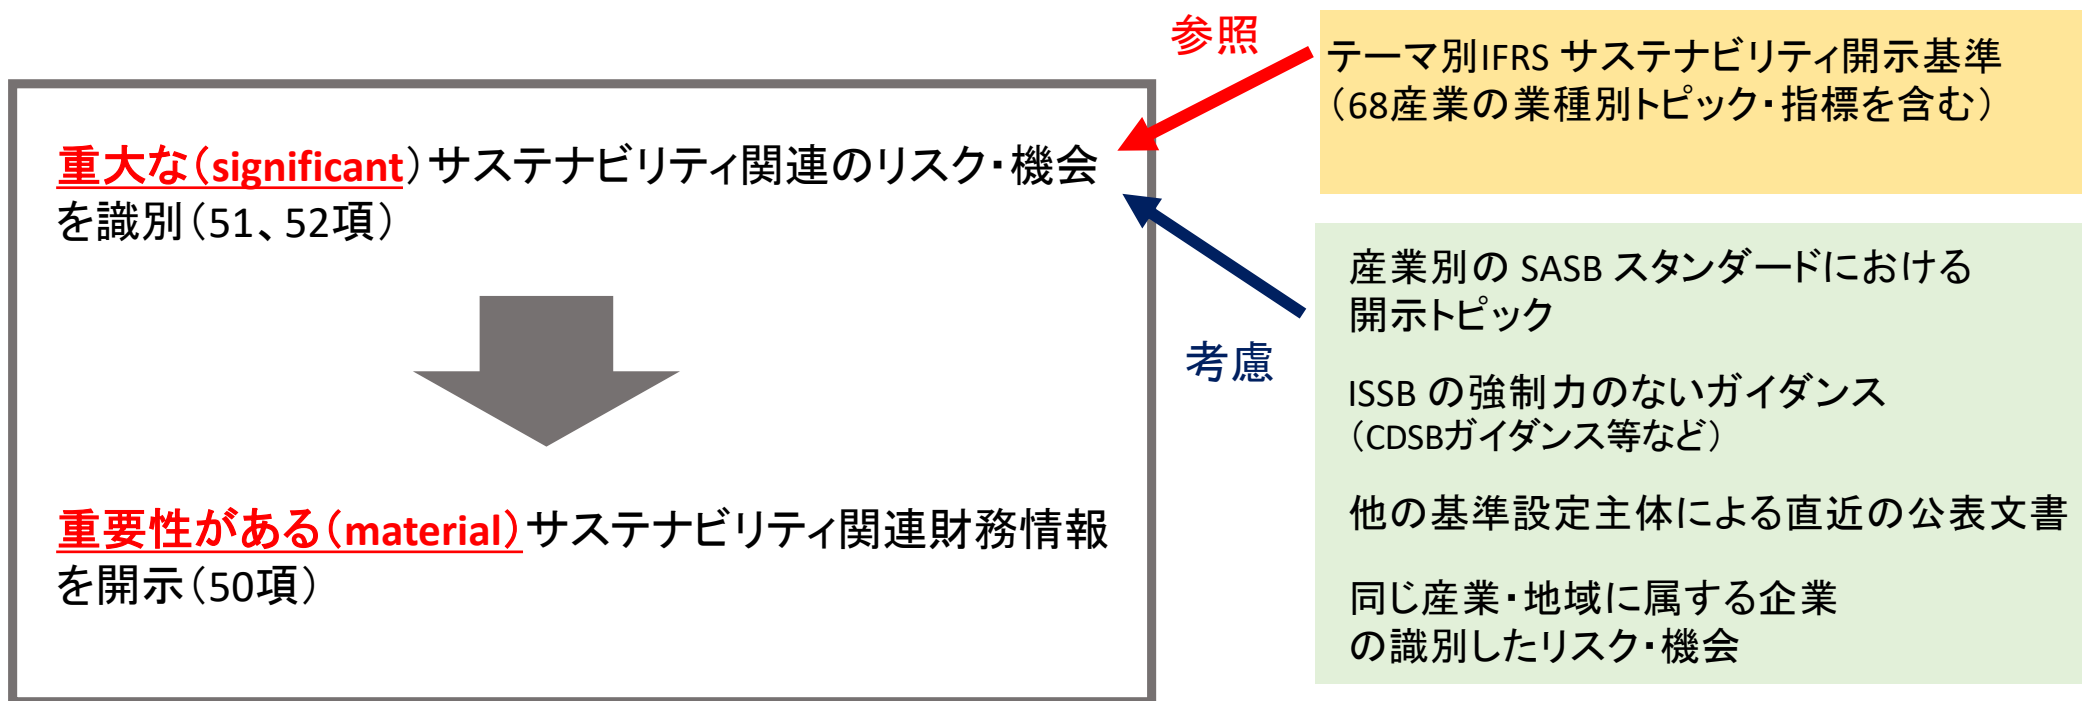 重大な（significant）サステナビリティ関連のリスク・機会
を識別（51、52項）
重要性がある（material）サステナビリティ関連財務情報
を開示（50項）
参照
テーマ別IFRS サステナビリティ開示基準
（68産業の業種別トピック・指標を含む）
考慮
産業別の SASB スタンダードにおける
開示トピック
ISSB の強制力のないガイダンス
（CDSBガイダンス等など）
他の基準設定主体による直近の公表文書
同じ産業・地域に属する企業
の識別したリスク・機会